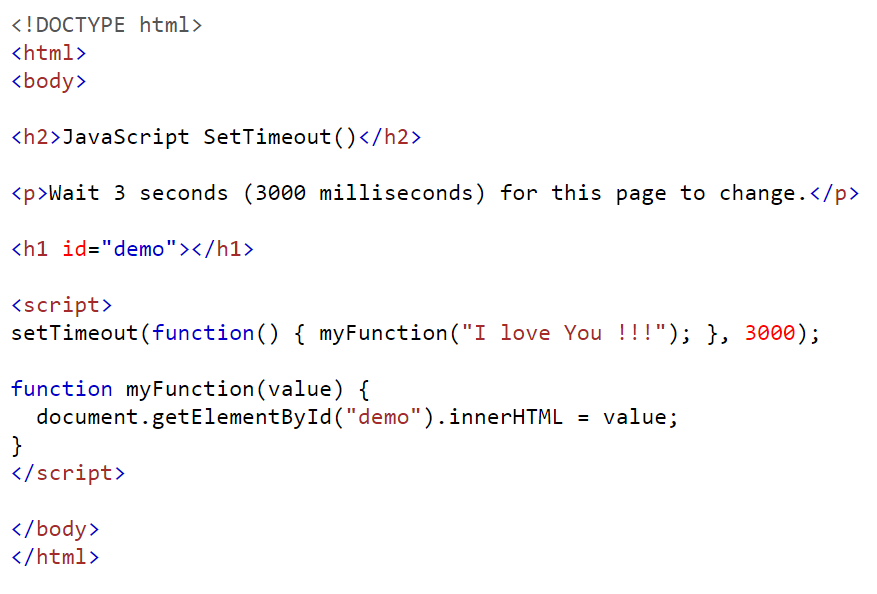 <!DOCTYPE html>
<html>
<body>
<h2>JavaScript SetTimeout()</h2>
<p>Wait 3 seconds (3000 milliseconds) for this page to change.</p>
<h1 id="demo"></h1>
<script>
setTimeout(function() { myFunction("I love You !!!"); }, 3000);
function myFunction(value) {
  document.getElementById("demo").innerHTML = value;
}
</script>
</body>
</html>